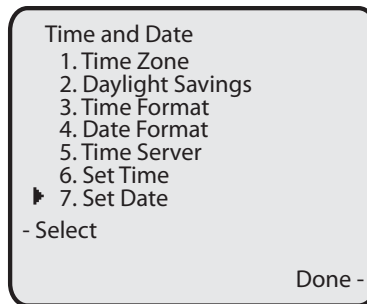 Time and Date
1. Time Zone
2. Daylight Savings
3. Time Format
4. Date Format
5. Time Server
6. Set Time
7. Set Date
- Select
Done -